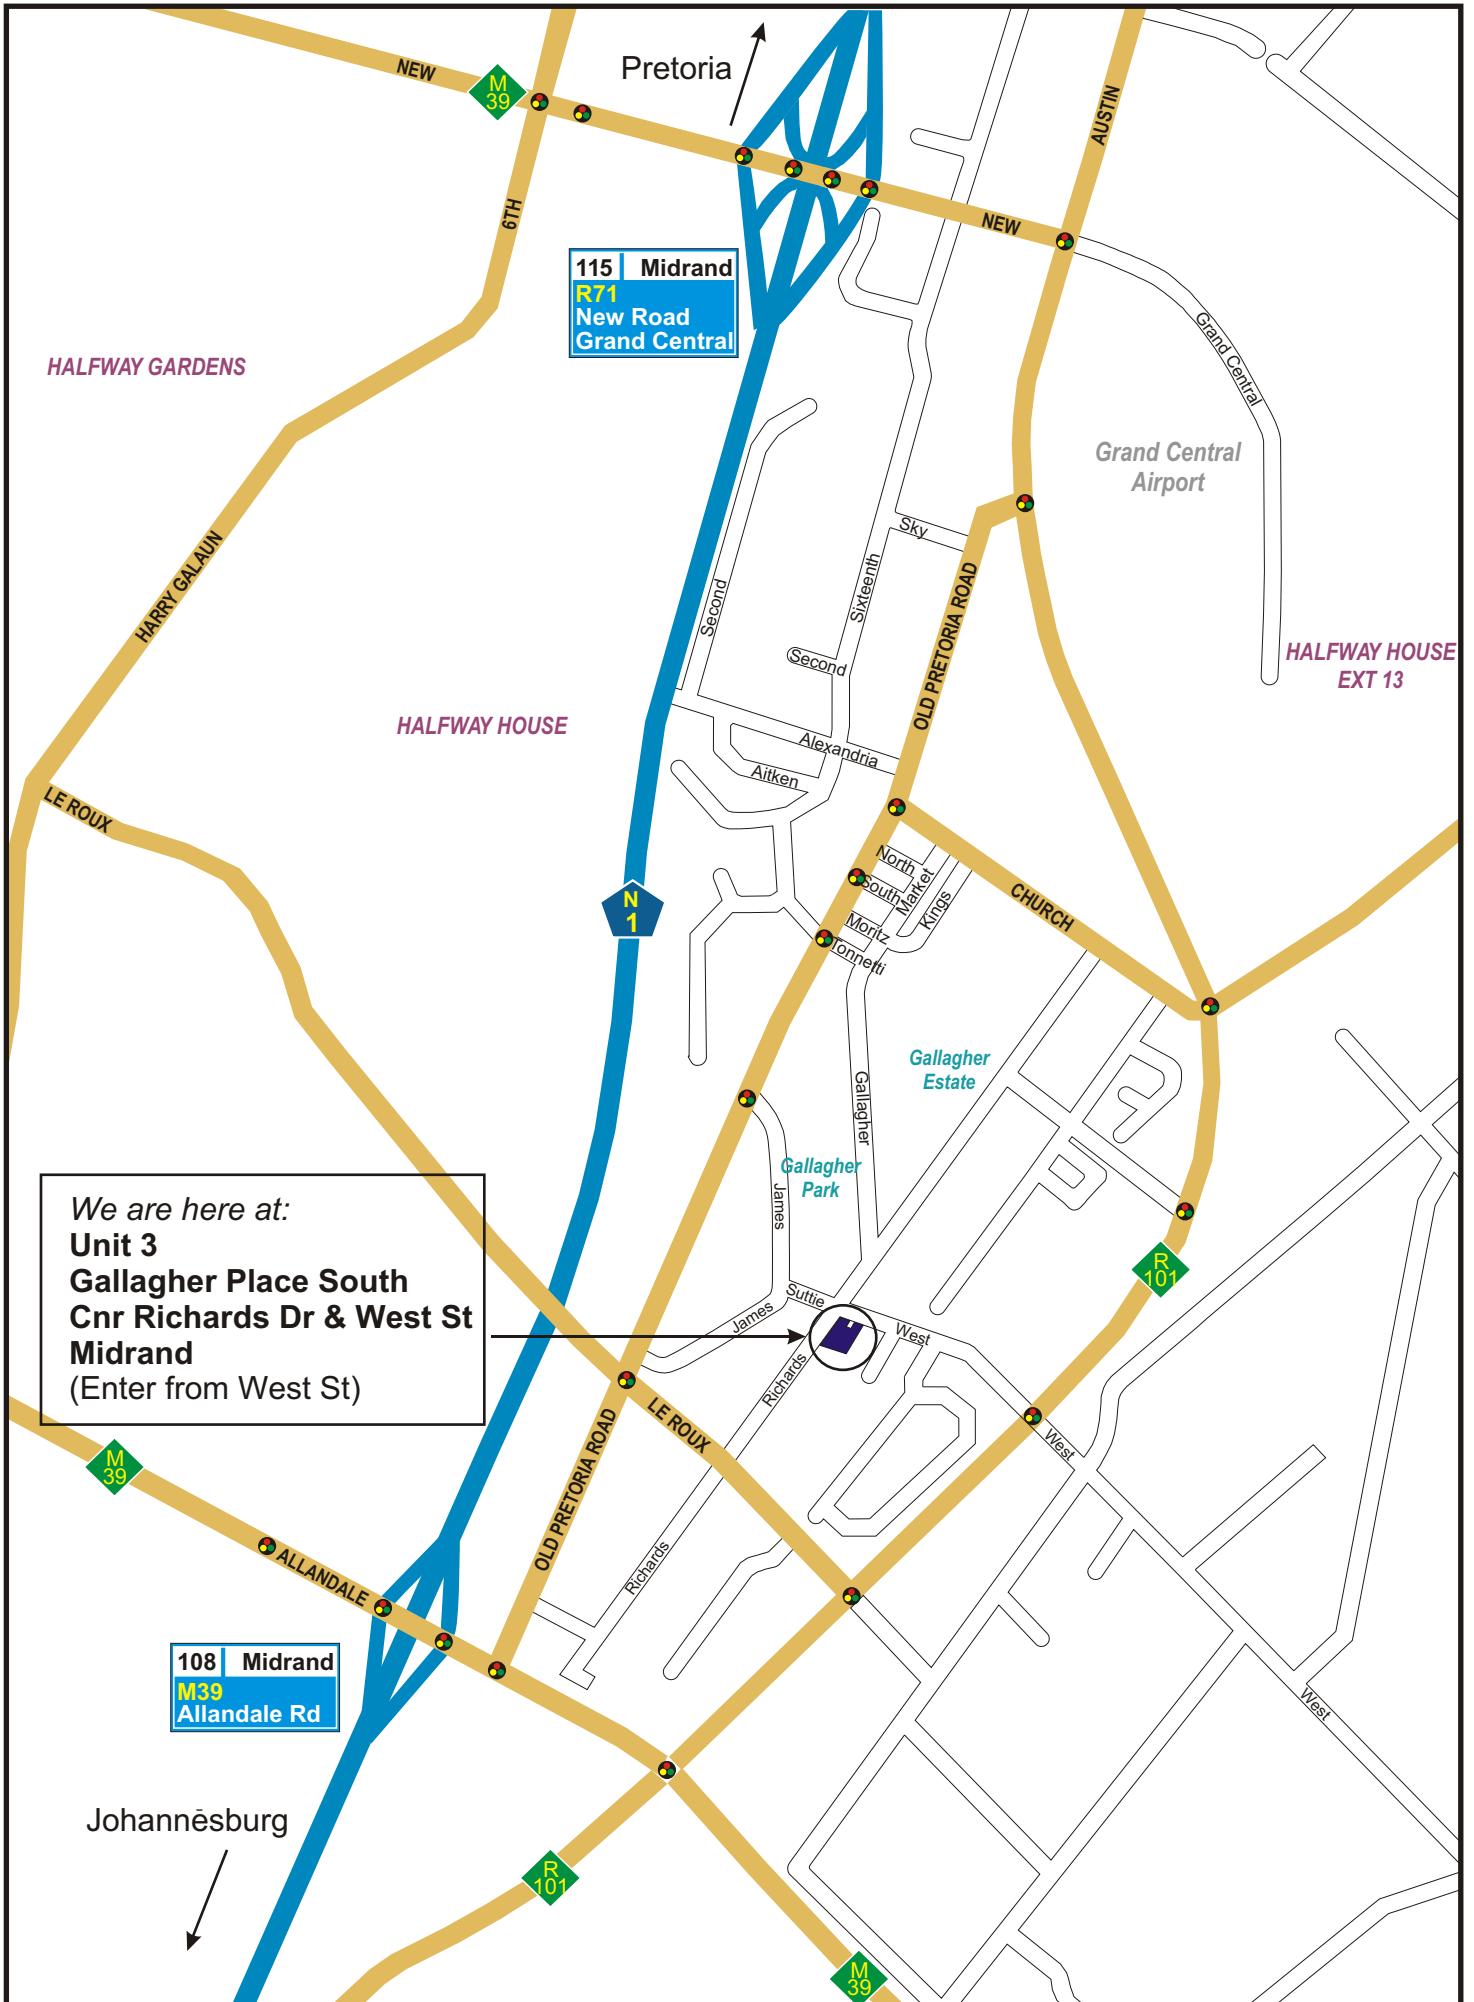 NEW
M
39
Pretoria
AUSTIN
6TH
NEW
115 Midrand
R71
New Road
Grand Central
Grand Central
HALFWAY GARDENS
Grand Central
Airport
Sky
HARRY GALAUN
Sixteenth
Second
OLD PRETORIA ROAD
Second
HALFWAY HOUSE
EXT 13
HALFWAY HOUSE
Alexandria
Aitken
LE ROUX
North
South
Market
Kings
CHURCH
N
1
Moritz
Tonnetti
Gallagher
Estate
Gallagher
Gallagher
Park
James
We are here at:
Unit 3
Gallagher Place South
Cnr Richards Dr & West St
Midrand
(Enter from West St)
R
101
Suttie
James
West
Richards
LE ROUX
OLD PRETORIA ROAD
West
M
39
ALLANDALE
Richards
108 Midrand
M39
Allandale Rd
West
Johannēsburg
R
101
M
39